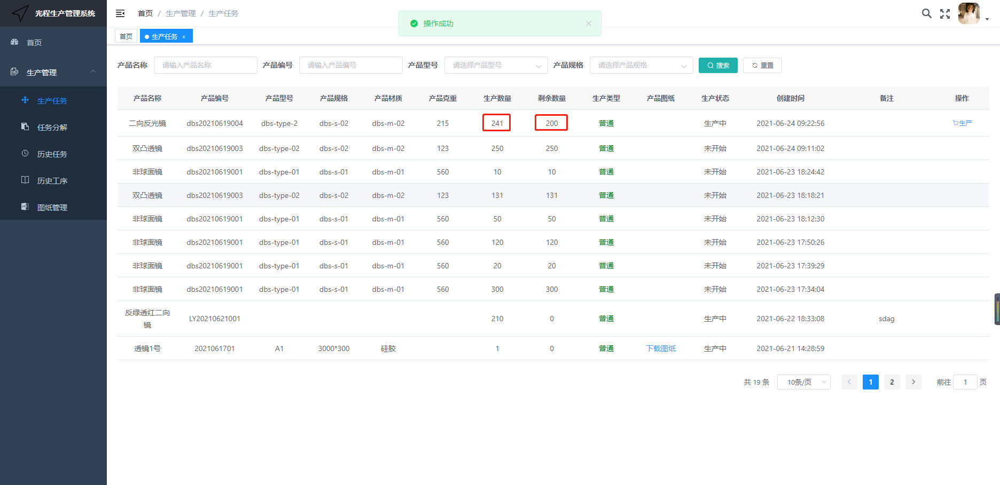 光程生产管理系统
首页 / 生产管理 / 生产任务
操作成功
首页
生产任务 ×
首页
生产管理
生产任务
任务分解
历史任务
历史工序
图纸管理
产品名称 请输入产品名称 产品编号 请输入产品编号 产品型号 请选择产品型号 产品规格 请选择产品规格 搜索 重置
产品名称 产品编号 产品型号 产品规格 产品材质 产品克重 生产数量 剩余数量 生产类型 产品图纸 生产状态 创建时间 备注 操作
二向反光镜 dbs20210619004 dbs-type-2 dbs-s-02 dbs-m-02 215 241 200 普通 生产中 2021-06-24 09:22:56 生产
双凸透镜 dbs20210619003 dbs-type-02 dbs-s-02 dbs-m-02 123 250 250 普通 未开始 2021-06-24 09:11:02
非球面镜 dbs20210619001 dbs-type-01 dbs-s-01 dbs-m-01 560 10 10 普通 未开始 2021-06-23 18:24:42
双凸透镜 dbs20210619003 dbs-type-02 dbs-s-02 dbs-m-02 123 131 131 普通 未开始 2021-06-23 18:18:21
非球面镜 dbs20210619001 dbs-type-01 dbs-s-01 dbs-m-01 560 50 50 普通 未开始 2021-06-23 18:12:30
非球面镜 dbs20210619001 dbs-type-01 dbs-s-01 dbs-m-01 560 120 120 普通 未开始 2021-06-23 17:50:26
非球面镜 dbs20210619001 dbs-type-01 dbs-s-01 dbs-m-01 560 20 20 普通 未开始 2021-06-23 17:39:29
非球面镜 dbs20210619001 dbs-type-01 dbs-s-01 dbs-m-01 560 300 300 普通 未开始 2021-06-23 17:34:04
反绿透红二向
镜 LY20210621001 210 0 普通 生产中 2021-06-22 18:33:08 sdag
透镜1号 2021061701 A1 3000*300 硅胶 1 0 普通 下载图纸 生产中 2021-06-21 14:28:59
共 19 条 10条/页 < 1 2 > 前往 1 页